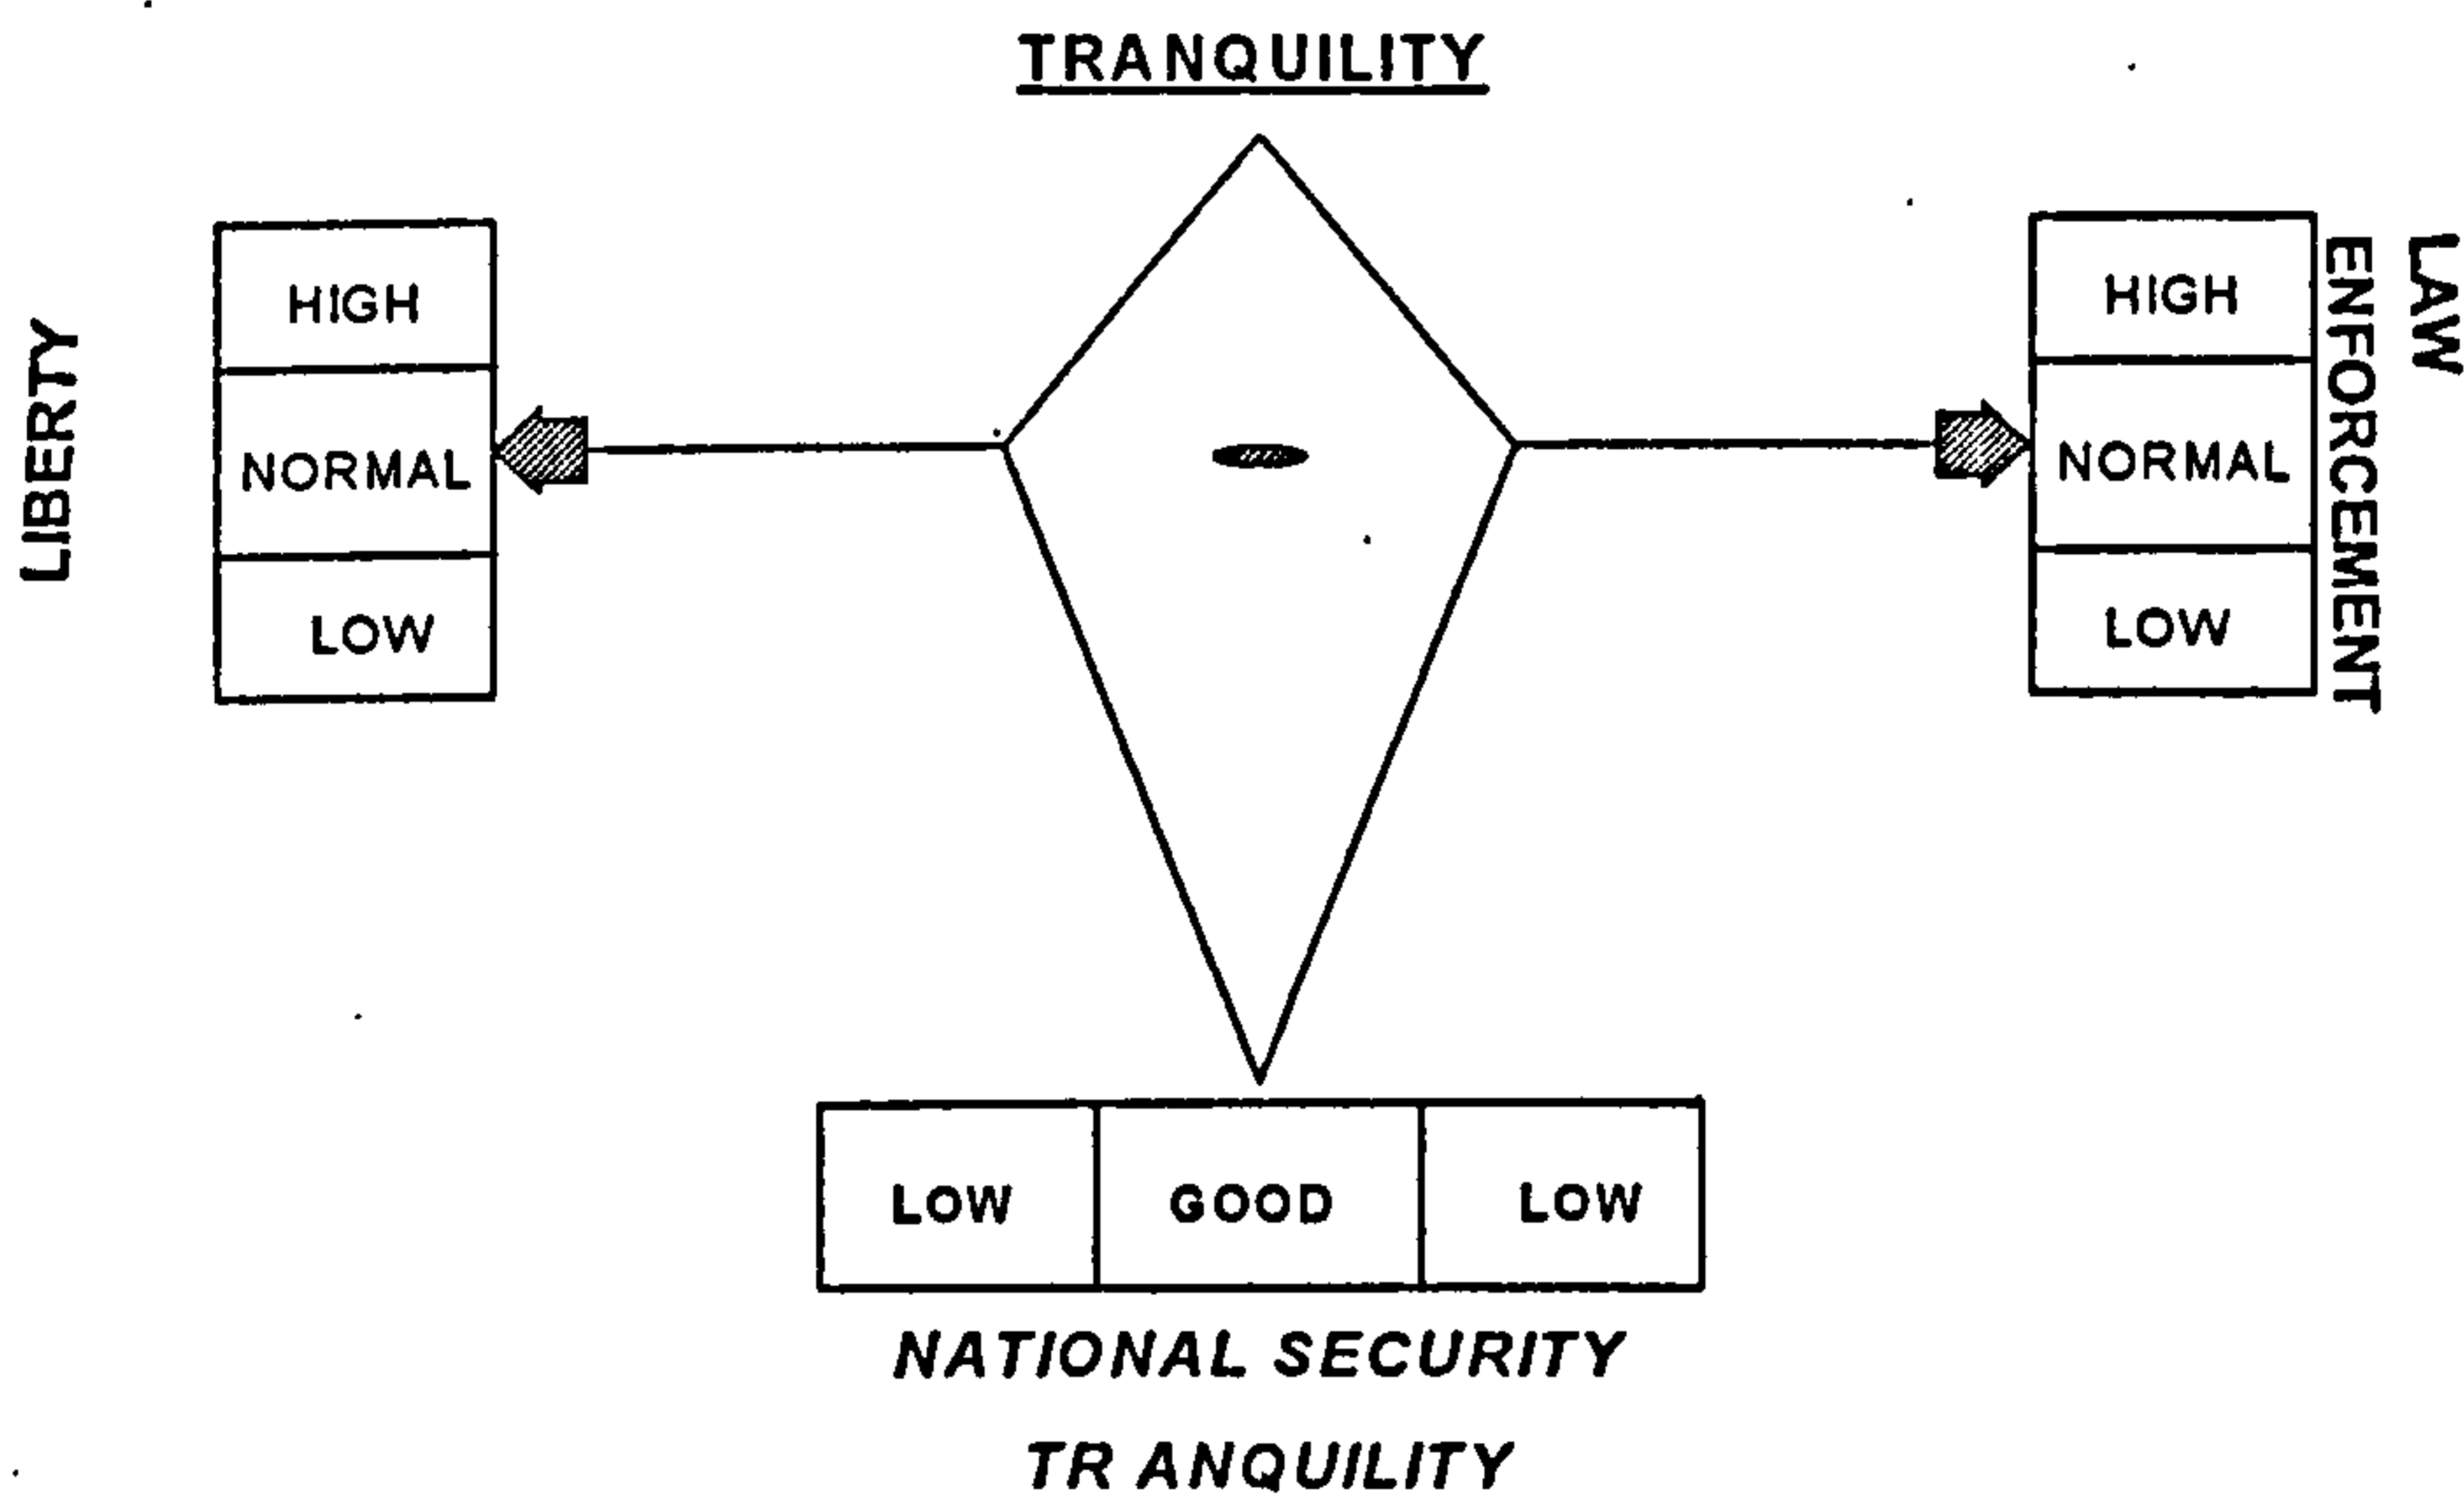 TRANQUILITY
LIBERTY
HIGH
NORMAL
LOW
HIGH
NORMAL
LOW
LAW
ENFORCEMENT
LOW GOOD LOW
NATIONAL SECURITY
TR ANQUILITY